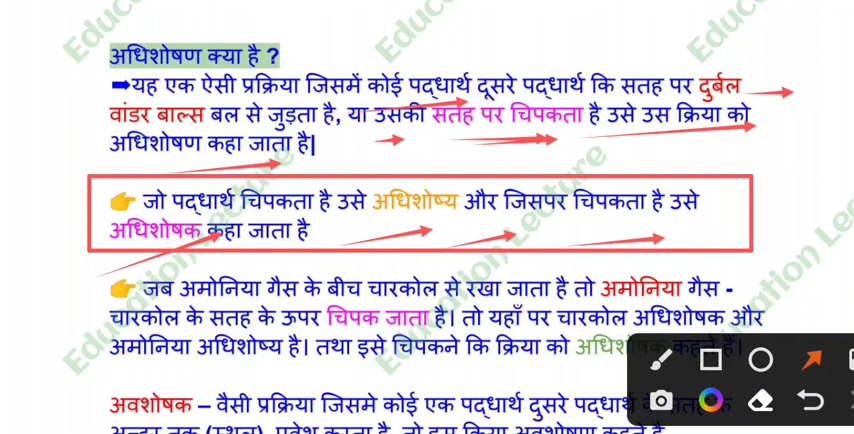 अधिशोषण क्या है ?
➡यह एक ऐसी प्रक्रिया जिसमें कोई पद्धार्थ दूसरे पद्धार्थ कि सतह पर दुर्बल
वांडर बाल्स बल से जुड़ता है, या उसकी सतह पर चिपकता है उसे उस क्रिया को
अधिशोषण कहा जाता है|
👉 जो पद्धार्थ चिपकता है उसे अधिशोष्य और जिसपर चिपकता है उसे
अधिशोषक कहा जाता है
👉 जब अमोनिया गैस के बीच चारकोल से रखा जाता है तो अमोनिया गैस -
चारकोल के सतह के ऊपर चिपक जाता है। तो यहाँ पर चारकोल अधिशोषक और
अमोनिया अधिशोष्य है। तथा इसे चिपकने कि क्रिया को
अवशोषक – वैसी प्रक्रिया जिसमे कोई एक पद्धार्थ दुसरे पद्धार्थ